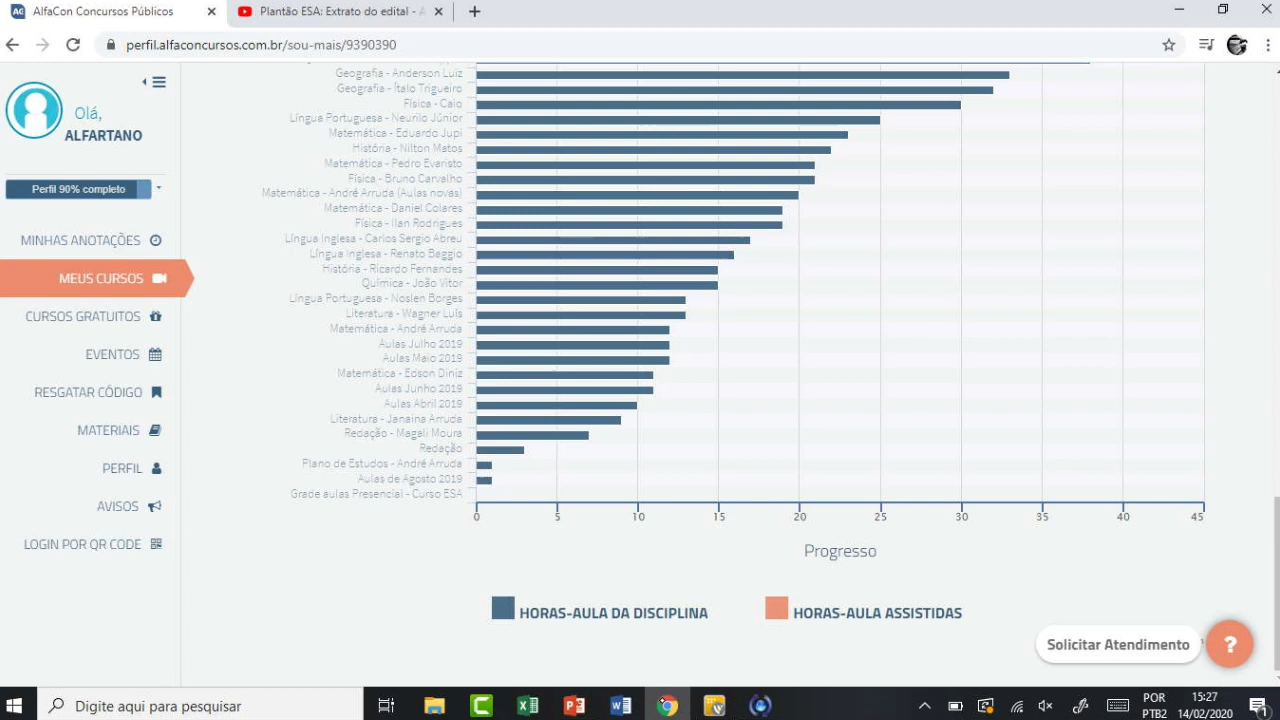 AlfaCon Concursos Públicos
Plantão ESA: Extrato do edital -
perfil.alfaconcursos.com.br/sou-mais/9390390
Olá,
ALFARTANO
Perfil 90% completo
MINHAS ANOTAÇÕES
MEUS CURSOS
CURSOS GRATUITOS
EVENTOS
RESGATAR CÓDIGO
MATERIAIS
PERFIL
AVISOS
LOGIN POR QR CODE
Geografia - Anderson Luiz
Geografia - Ítalo Trigueiro
Física - Caio
Língua Portuguesa - Neurilo Júnior
Matemática - Eduardo Jupi
História - Nilton Matos
Matemática - Pedro Evaristo
Física - Bruno Carvalho
Matemática - André Arruda (Aulas novas)
Matemática - Daniel Colares
Física - Ilan Rodrigues
Língua Inglesa - Carlos Sergio Abreu
Língua Inglesa - Renato Baggio
História - Ricardo Fernandes
Química - João Vitor
Língua Portuguesa - Noslen Borges
Literatura - Wagner Luís
Matemática - André Arruda
Aulas Julho 2019
Aulas Maio 2019
Matemática - Edson Diniz
Aulas Junho 2019
Aulas Abril 2019
Literatura - Janaina Arruda
Redação - Magali Moura
Redação
Plano de Estudos - André Arruda
Aulas de Agosto 2019
Grade aulas Presencial - Curso ESA
0 5 10 15 20 25 30 35 40 45
Progresso
HORAS-AULA DA DISCIPLINA HORAS-AULA ASSISTIDAS
Solicitar Atendimento ?
Digite aqui para pesquisar
POR
PTB2
15:27
14/02/2020